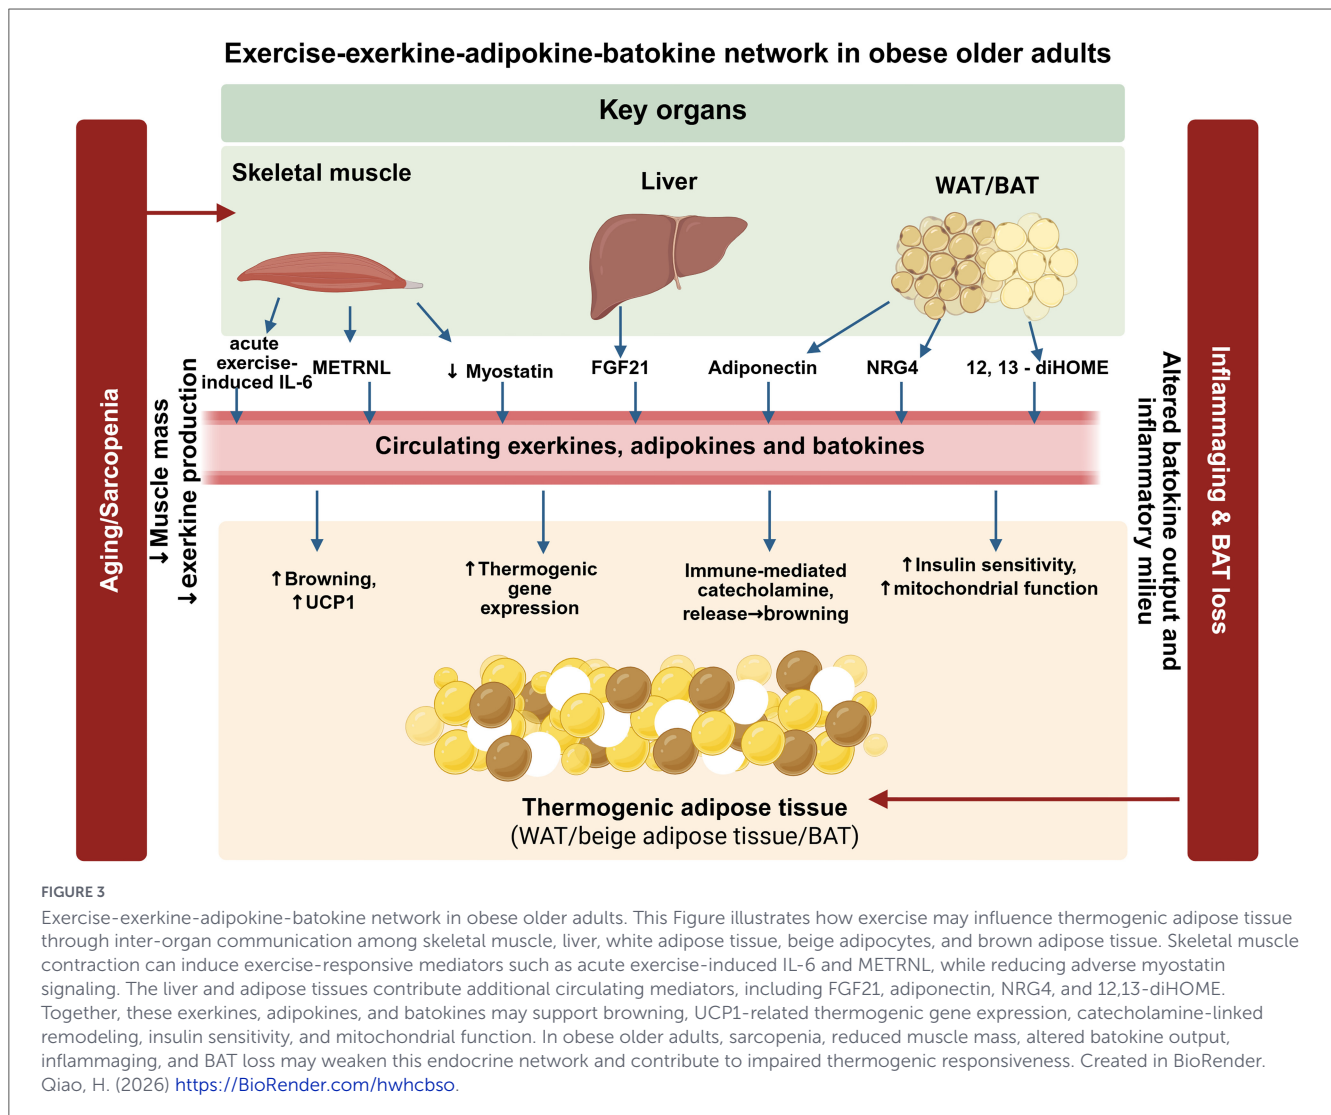 Exercise-exerkine-adipokine-batokine network in obese older adults
Key organs
Skeletal muscle
Liver
WAT/BAT
acute
exercise-
induced IL-6
METRNL
↓ Myostatin
FGF21
Adiponectin
NRG4
12, 13 - diHOME
Aging/Sarcopenia
↓Muscle mass
↓exerkine production
Circulating exerkines, adipokines and batokines
Altered batokine output and
inflammatory milieu
Inflammaging & BAT loss
↑Browning,
↑UCP1
↑Thermogenic
gene
expression
Immune-mediated
catecholamine,
release→browning
↑Insulin sensitivity,
↑mitochondrial function
Thermogenic adipose tissue
(WAT/beige adipose tissue/BAT)
FIGURE 3
Exercise-exerkine-adipokine-batokine network in obese older adults. This Figure illustrates how exercise may influence thermogenic adipose tissue
through inter-organ communication among skeletal muscle, liver, white adipose tissue, beige adipocytes, and brown adipose tissue. Skeletal muscle
contraction can induce exercise-responsive mediators such as acute exercise-induced IL-6 and METRNL, while reducing adverse myostatin
signaling. The liver and adipose tissues contribute additional circulating mediators, including FGF21, adiponectin, NRG4, and 12,13-diHOME.
Together, these exerkines, adipokines, and batokines may support browning, UCP1-related thermogenic gene expression, catecholamine-linked
remodeling, insulin sensitivity, and mitochondrial function. In obese older adults, sarcopenia, reduced muscle mass, altered batokine output,
inflammaging, and BAT loss may weaken this endocrine network and contribute to impaired thermogenic responsiveness. Created in BioRender.
Qiao, H. (2026) https://BioRender.com/hwhcbso.